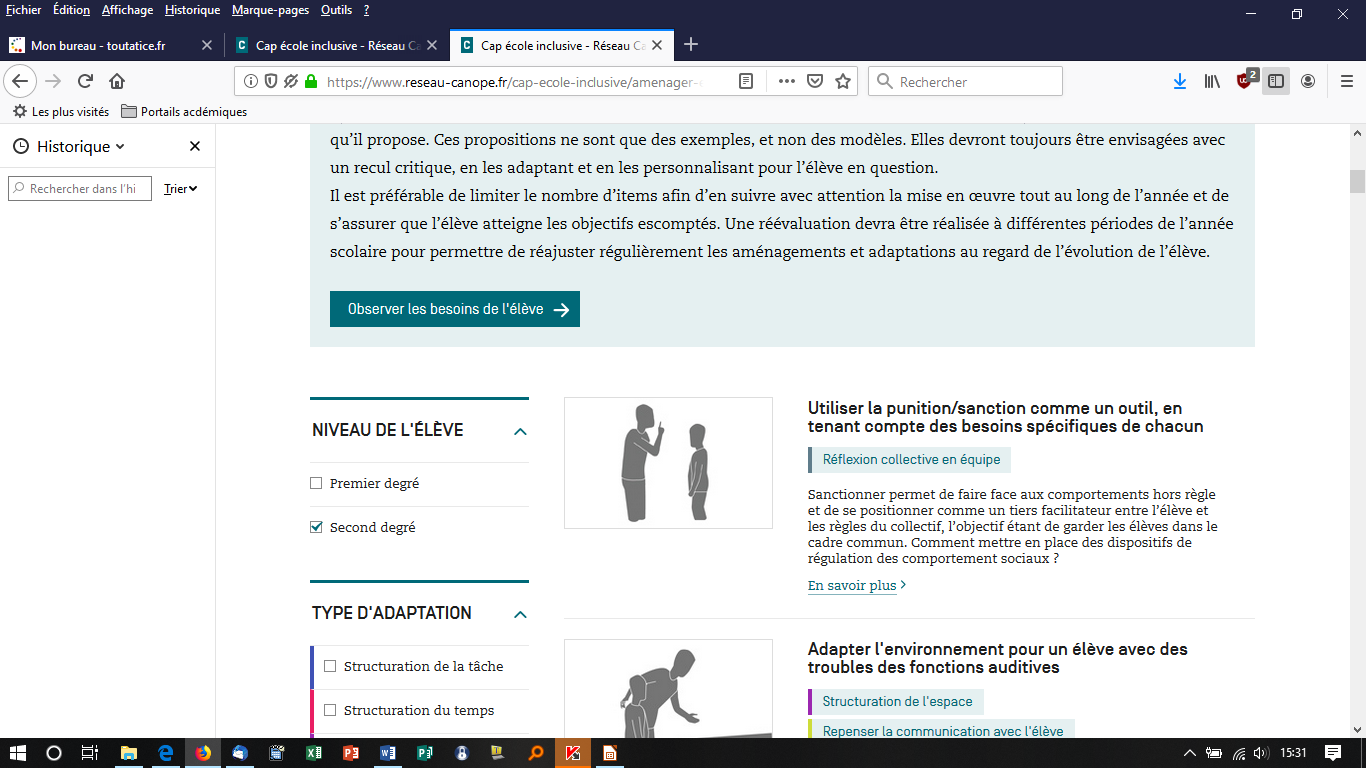 Fichier Édition Affichage Historique Marque-pages Outils ?
Mon bureau - toutatice.fr
Cap école inclusive - Réseau Ca
Cap école inclusive - Réseau Ca
https://www.reseau-canope.fr/cap-ecole-inclusive/amenager-
Rechercher
2
Les plus visités
Portails acdémiques
Historique
Rechercher dans l'hi
Trier
qu'il propose. Ces propositions ne sont que des exemples, et non des modèles. Elles devront toujours être envisagées avec
un recul critique, en les adaptant et en les personnalisant pour l'élève en question.
Il est préférable de limiter le nombre d'items afin d'en suivre avec attention la mise en œuvre tout au long de l'année et de
s'assurer que l'élève atteigne les objectifs escomptés. Une réévaluation devra être réalisée à différentes périodes de l'année
scolaire pour permettre de réajuster régulièrement les aménagements et adaptations au regard de l'évolution de l'élève.
Observer les besoins de l'élève
NIVEAU DE L'ÉLÈVE
Premier degré
Second degré
TYPE D'ADAPTATION
Structuration de la tâche
Structuration du temps
Utiliser la punition/sanction comme un outil, en
tenant compte des besoins spécifiques de chacun
Réflexion collective en équipe
Sanctionner permet de faire face aux comportements hors règle
et de se positionner comme un tiers facilitateur entre l'élève et
les règles du collectif, l'objectif étant de garder les élèves dans le
cadre commun. Comment mettre en place des dispositifs de
régulation des comportement sociaux ?
En savoir plus
Adapter l'environnement pour un élève avec des
troubles des fonctions auditives
Structuration de l'espace
Repenser la communication avec l'élève
15:31